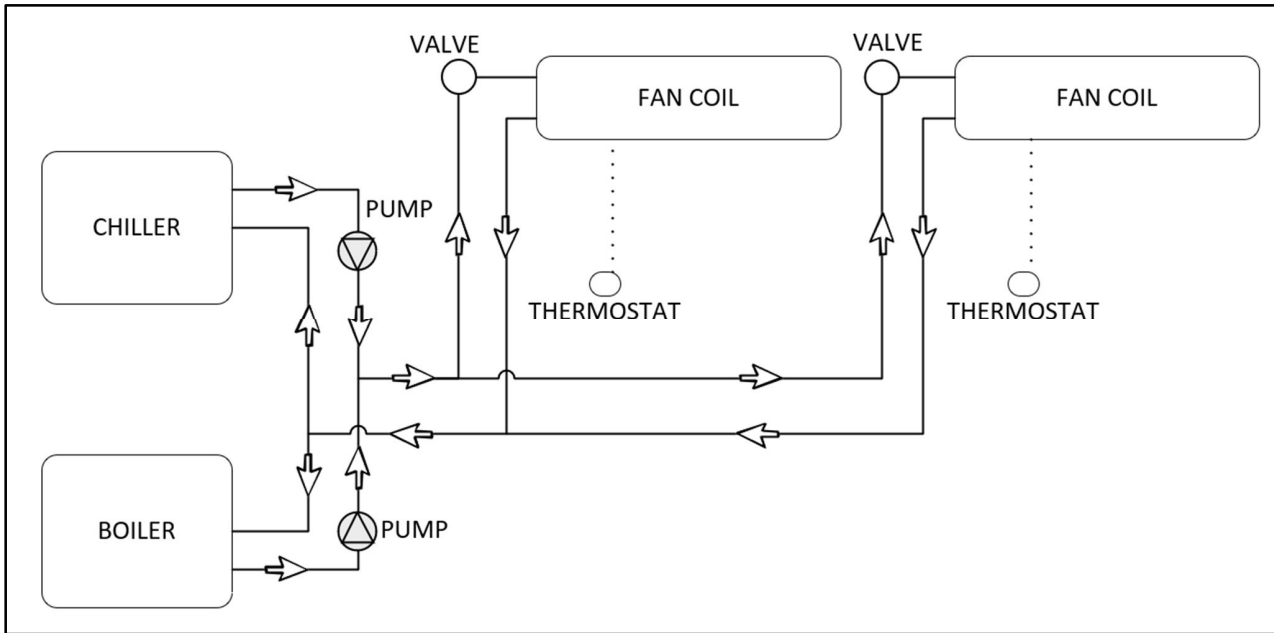 VALVE
VALVE
FAN COIL
FAN COIL
CHILLER
PUMP
THERMOSTAT
THERMOSTAT
BOILER
PUMP